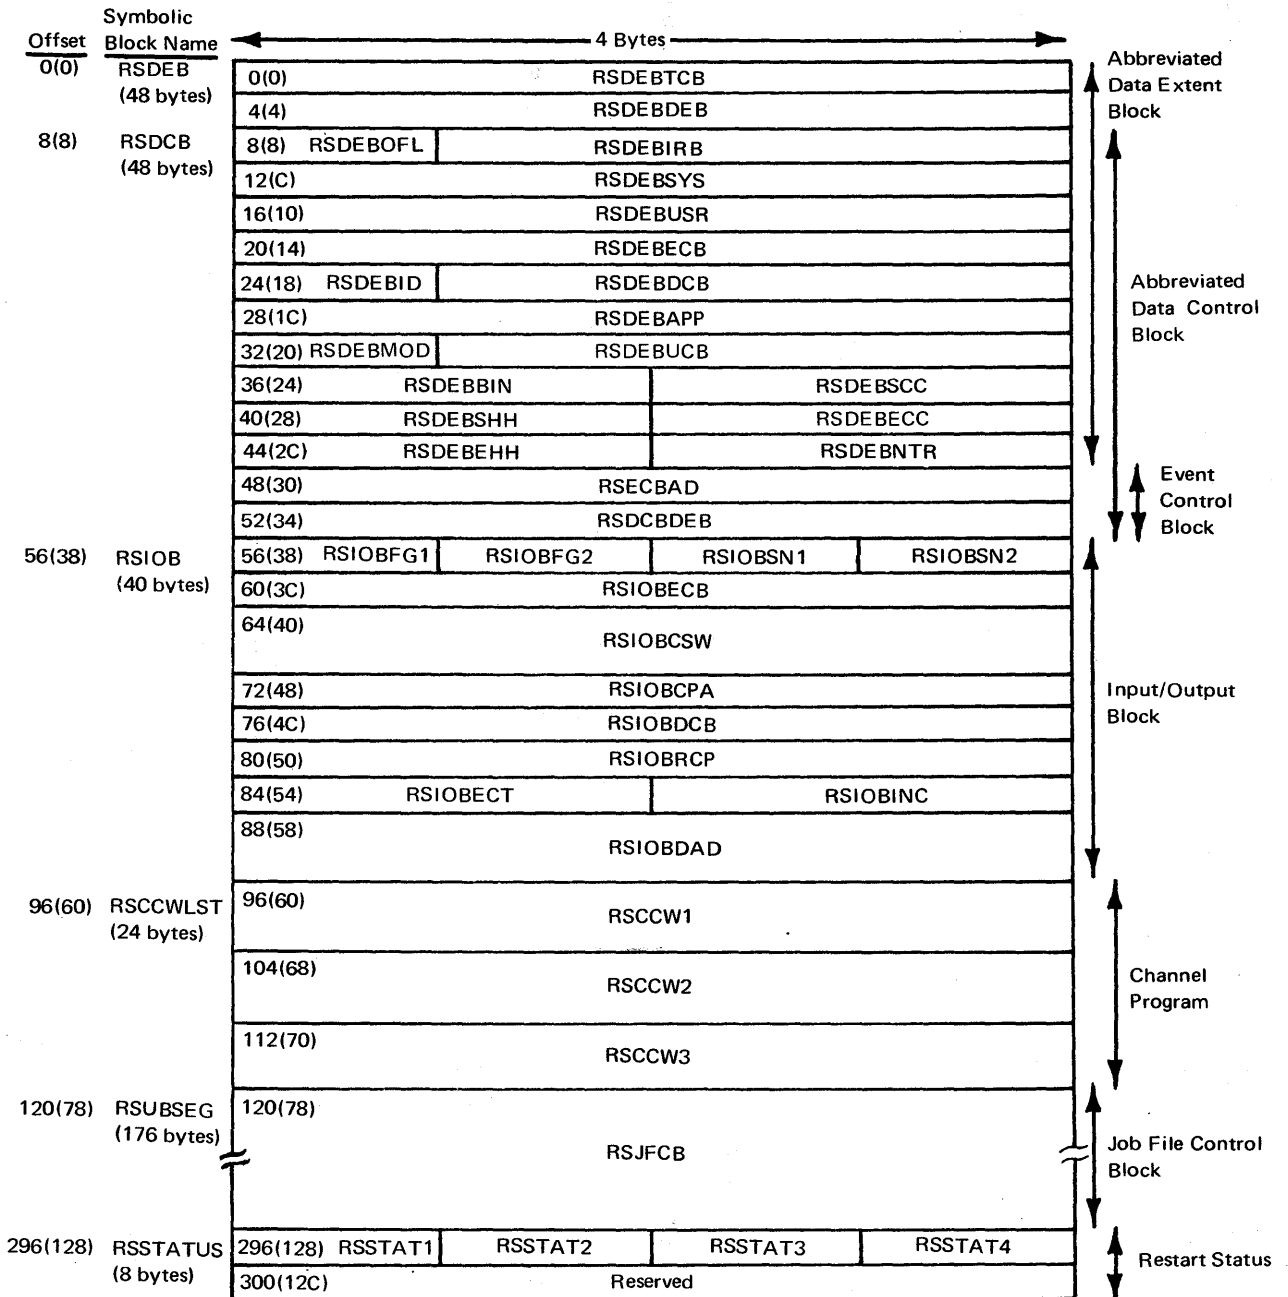 Symbolic
Offset Block Name 4 Bytes
0(0) RSDEB 0(0) RSDEBTCB Abbreviated
(48 bytes) Data Extent
4(4) RSDEBDEB Block
8(8) RSDCB 8(8) RSDEBOFL RSDEBIRB
(48 bytes)
12(C) RSDEBSYS
16(10) RSDEBUSR
20(14) RSDEBECB
24(18) RSDEBID RSDEBDCB Abbreviated
28(1C) RSDEBAPP Data Control
32(20) RSDEBMOD RSDEBUCB Block
36(24) RSDEBBIN RSDEBSCC
40(28) RSDEBSHH RSDEBECC
44(2C) RSDEBEHH RSDEBNTR
48(30) RSECBAD Event
Control
52(34) RSDCBDEB Block
56(38) RSIOB 56(38) RSIOBFG1 RSIOBFG2 RSIOBSN1 RSIOBSN2
(40 bytes) 60(3C) RSIOBECB
64(40) RSIOBCSW
72(48) RSIOBCPA Input/Output
76(4C) RSIOBDCB Block
80(50) RSIOBRCP
84(54) RSIOBECT RSIOBINC
88(58) RSIOBDAD
96(60) RSCCWLST 96(60) RSCCW1
(24 bytes)
104(68) RSCCW2 Channel
Program
112(70) RSCCW3
120(78) RSUBSEG 120(78)
(176 bytes)
RSJFCB Job File Control
Block
296(128) RSSTATUS 296(128) RSSTAT1 RSSTAT2 RSSTAT3 RSSTAT4 Restart Status
(8 bytes) 300(12C) Reserved